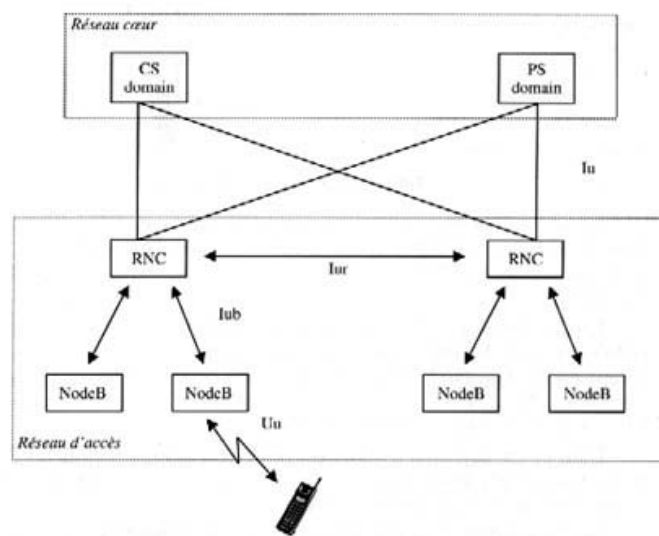 Réseau cœur
CS
domain
PS
domain
Iu
RNC
Iur
RNC
Iub
NodeB
NodeB
NodeB
NodeB
Uu
Réseau d'accès